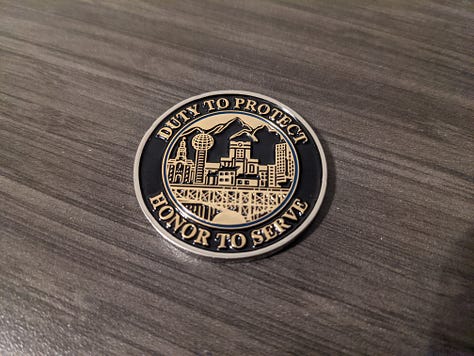 DUTY TO PROTECT
HONOR TO SERVE